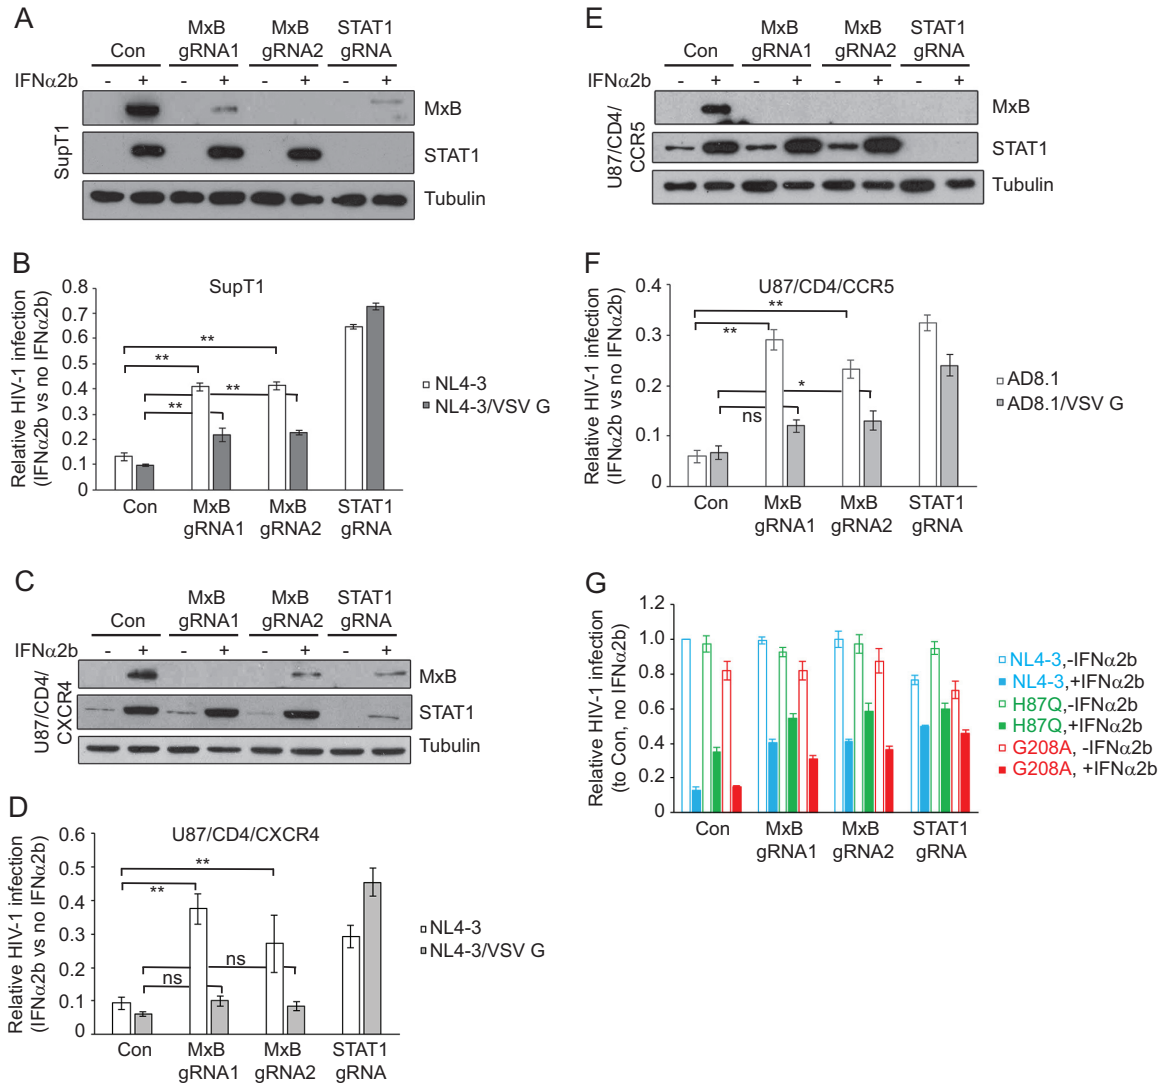 A
Con
MxB
gRNA1
MxB
gRNA2
STAT1
gRNA
IFNα2b - + - + - + - +
SupT1
MxB
STAT1
Tubulin
B
SupT1
Relative HIV-1 infection
(IFNα2b vs no IFNα2b)
0.8
0.7
0.6
0.5
0.4
0.3
0.2
0.1
0
**
**
**
**
NL4-3
NL4-3/VSV G
Con
MxB
gRNA1
MxB
gRNA2
STAT1
gRNA
C
Con
MxB
gRNA1
MxB
gRNA2
STAT1
gRNA
IFNα2b - + - + - + - +
U87/CD4/
CXCR4
MxB
STAT1
Tubulin
D
U87/CD4/CXCR4
Relative HIV-1 infection
(IFNα2b vs no IFNα2b)
0.6
0.5
0.4
0.3
0.2
0.1
0
**
**
ns
ns
NL4-3
NL4-3/VSV G
Con
MxB
gRNA1
MxB
gRNA2
STAT1
gRNA
E
Con
MxB
gRNA1
MxB
gRNA2
STAT1
gRNA
IFNα2b - + - + - + - +
U87/CD4/
CCR5
MxB
STAT1
Tubulin
F
U87/CD4/CCR5
Relative HIV-1 infection
(IFNα2b vs no IFNα2b)
0.4
0.3
0.2
0.1
0
**
**
*
ns
AD8.1
AD8.1/VSV G
Con
MxB
gRNA1
MxB
gRNA2
STAT1
gRNA
G
Relative HIV-1 infection
(to Con, no IFNα2b)
1.2
1.0
0.8
0.6
0.4
0.2
0
NL4-3,-IFNα2b
NL4-3,+IFNα2b
H87Q,-IFNα2b
H87Q,+IFNα2b
G208A, -IFNα2b
G208A, +IFNα2b
Con
MxB
gRNA1
MxB
gRNA2
STAT1
gRNA